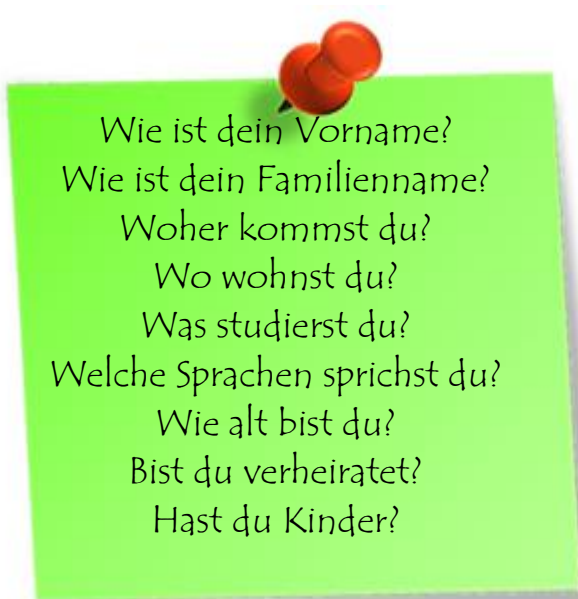 Wie ist dein Vorname?
Wie ist dein Familienname?
Woher kommst du?
Wo wohnst du?
Was studierst du?
Welche Sprachen sprichst du?
Wie alt bist du?
Bist du verheiratet?
Hast du Kinder?